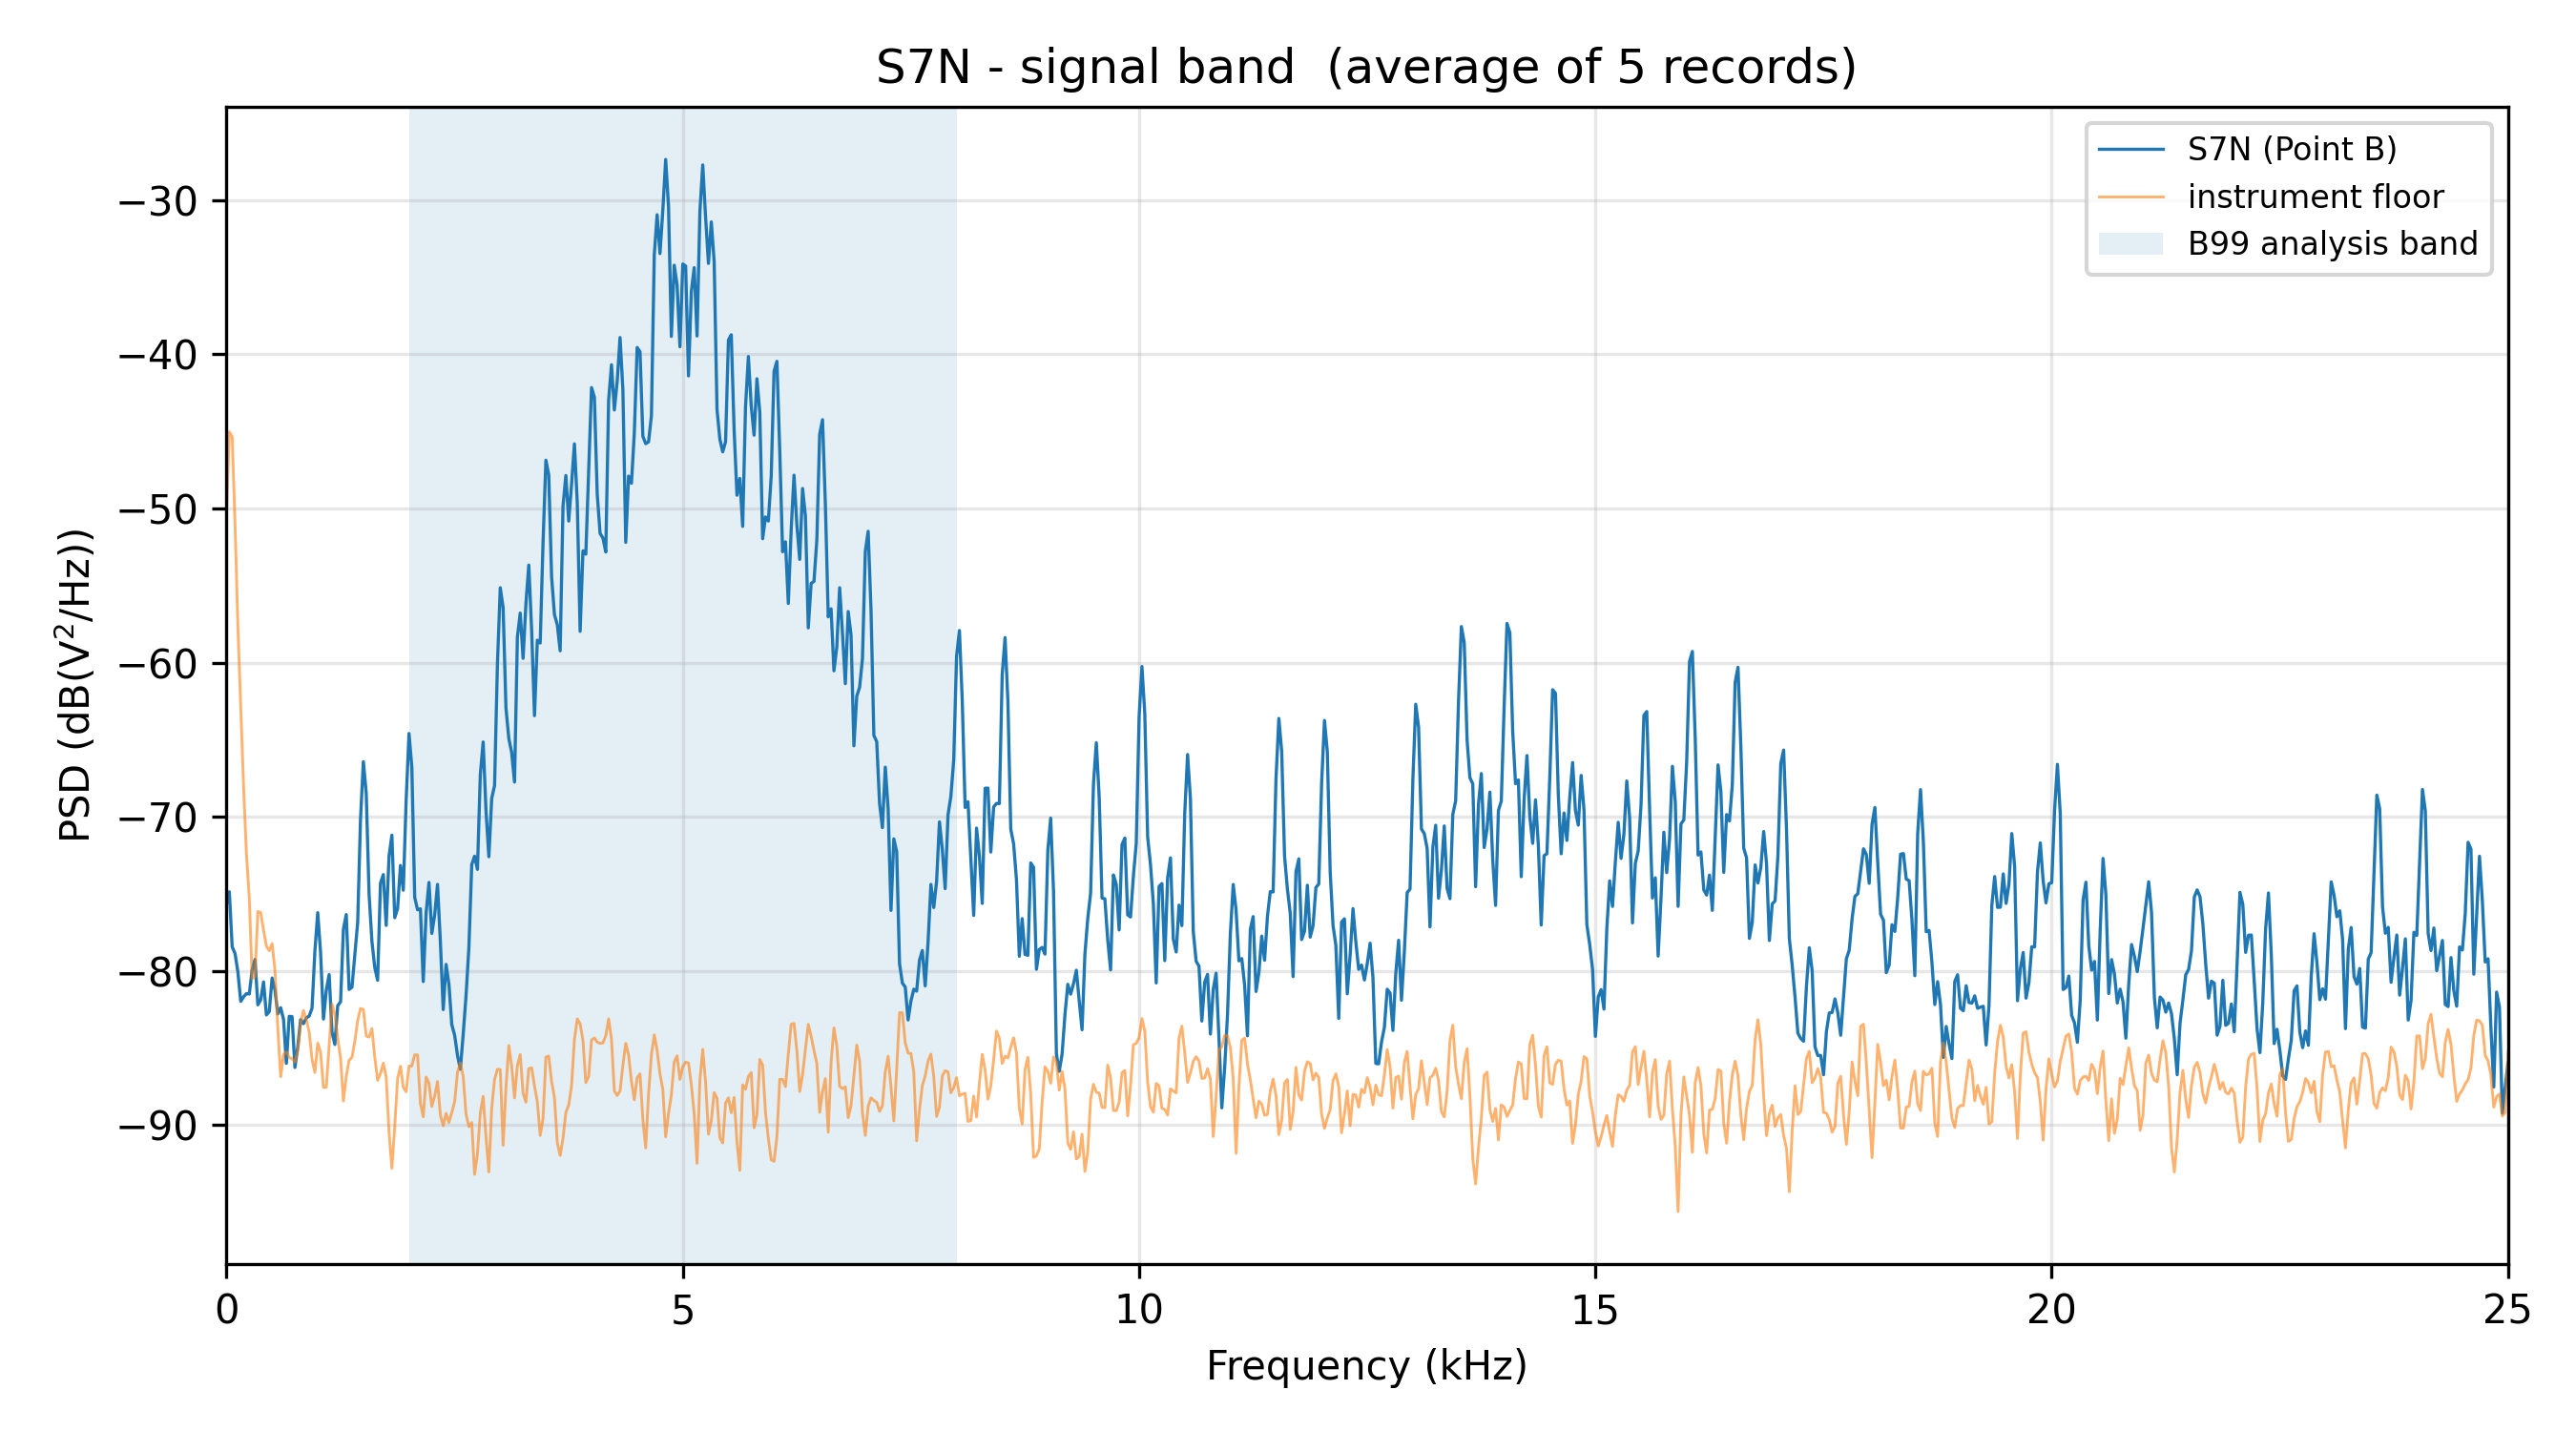 S7N - signal band  (average of 5 records)
S7N (Point B)
instrument floor
B99 analysis band
PSD (dB(V²/Hz))
−30
−40
−50
−60
−70
−80
−90
0 5 10 15 20 25
Frequency (kHz)